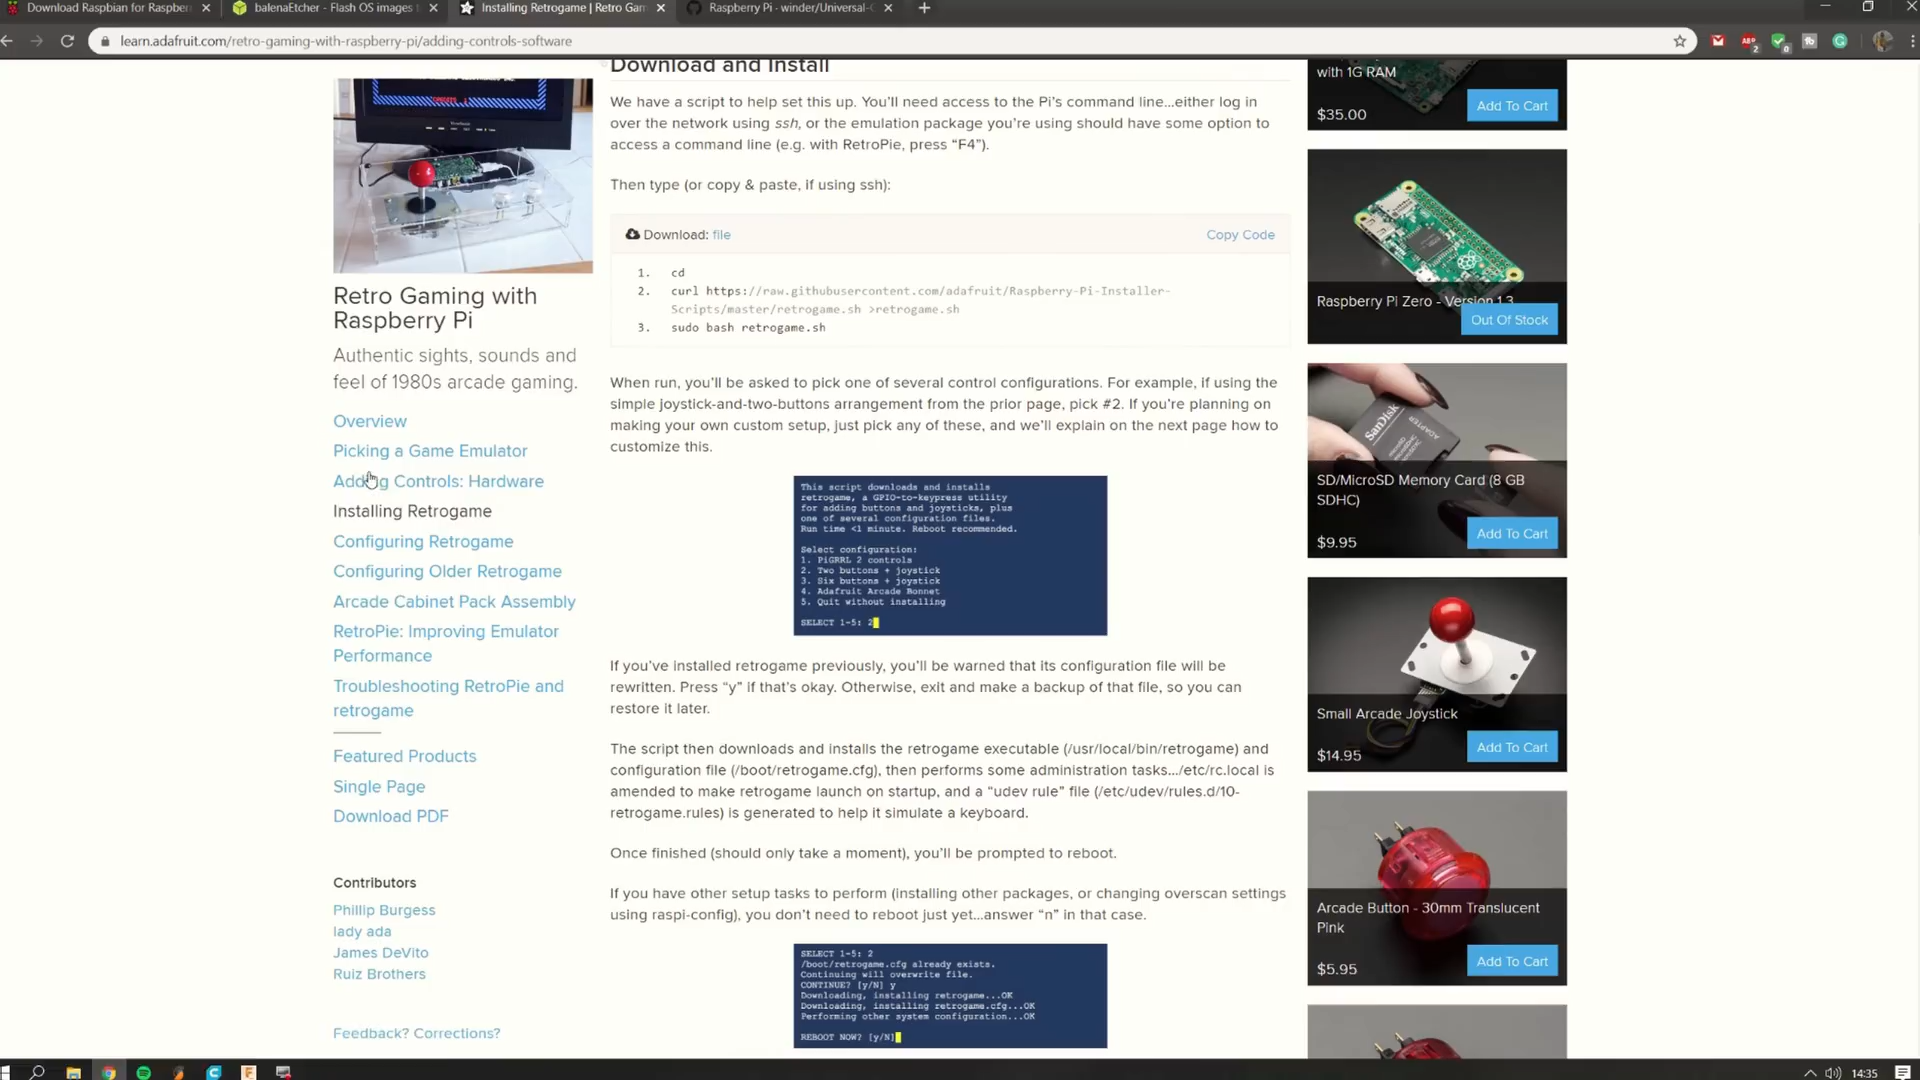 Download Raspbian for Raspber
balenaEtcher - Flash OS images
Installing Retrogame | Retro Gam
Raspberry Pi · winder/Universal-
learn.adafruit.com/retro-gaming-with-raspberry-pi/adding-controls-software
Retro Gaming with
Raspberry Pi
Authentic sights, sounds and
feel of 1980s arcade gaming.
Overview
Picking a Game Emulator
Adding Controls: Hardware
Installing Retrogame
Configuring Retrogame
Configuring Older Retrogame
Arcade Cabinet Pack Assembly
RetroPie: Improving Emulator
Performance
Troubleshooting RetroPie and
retrogame
Featured Products
Single Page
Download PDF
Contributors
Phillip Burgess
lady ada
James DeVito
Ruiz Brothers
Feedback? Corrections?
Download and Install
We have a script to help set this up. You'll need access to the Pi's command line...either log in
over the network using ssh, or the emulation package you're using should have some option to
access a command line (e.g. with RetroPie, press “F4”).
Then type (or copy & paste, if using ssh):
Download: file
Copy Code
1. cd
2. curl https://raw.githubusercontent.com/adafruit/Raspberry-Pi-Installer-
Scripts/master/retrogame.sh >retrogame.sh
3. sudo bash retrogame.sh
When run, you'll be asked to pick one of several control configurations. For example, if using the
simple joystick-and-two-buttons arrangement from the prior page, pick #2. If you're planning on
making your own custom setup, just pick any of these, and we'll explain on the next page how to
customize this.
This script downloads and installs
retrogame, a GPIO-to-keypress utility
for adding buttons and joysticks, plus
one of several configuration files.
Run time <1 minute. Reboot recommended.
Select configuration:
1. PiGRRL 2 controls
2. Two buttons + joystick
3. Six buttons + joystick
4. Adafruit Arcade Bonnet
5. Quit without installing
SELECT 1-5: 2
If you've installed retrogame previously, you'll be warned that its configuration file will be
rewritten. Press “y” if that's okay. Otherwise, exit and make a backup of that file, so you can
restore it later.
The script then downloads and installs the retrogame executable (/usr/local/bin/retrogame) and
configuration file (/boot/retrogame.cfg), then performs some administration tasks.../etc/rc.local is
amended to make retrogame launch on startup, and a “udev rule” file (/etc/udev/rules.d/10-
retrogame.rules) is generated to help it simulate a keyboard.
Once finished (should only take a moment), you'll be prompted to reboot.
If you have other setup tasks to perform (installing other packages, or changing overscan settings
using raspi-config), you don't need to reboot just yet...answer “n” in that case.
SELECT 1-5: 2
/boot/retrogame.cfg already exists.
Continuing will overwrite file.
CONTINUE? [y/N] y
Downloading, installing retrogame...OK
Downloading, installing retrogame.cfg...OK
Performing other system configuration...OK
REBOOT NOW? [y/N]
with 1G RAM
$35.00
Add To Cart
Raspberry Pi Zero - Version 1.3
Out Of Stock
SanDisk
ADAPTER
SD/MicroSD Memory Card (8 GB
SDHC)
$9.95
Add To Cart
Small Arcade Joystick
$14.95
Add To Cart
Arcade Button - 30mm Translucent
Pink
$5.95
Add To Cart
14:35